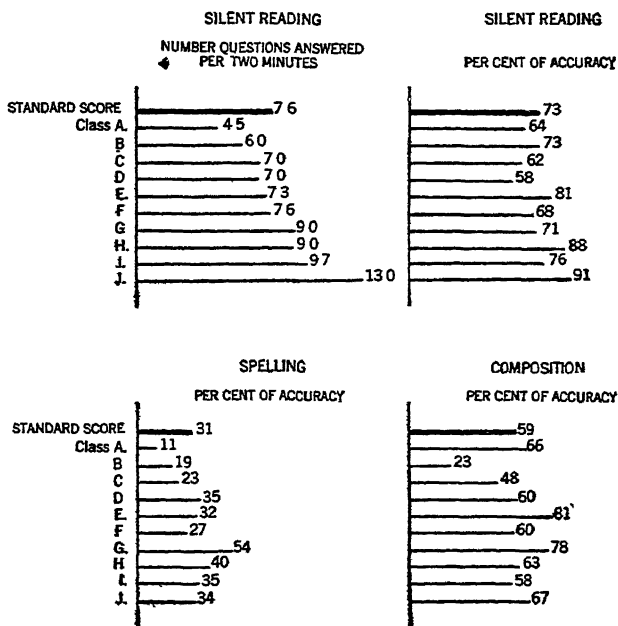 SILENT READING SILENT READING
NUMBER QUESTIONS ANSWERED
PER TWO MINUTES PER CENT OF ACCURACY
STANDARD SCORE 76 73
Class A. 45 64
B 60 73
C 70 62
D 70 58
E. 73 81
F 76 68
G 90 71
H. 90 88
I. 97 76
J. 130 91
SPELLING COMPOSITION
PER CENT OF ACCURACY PER CENT OF ACCURACY
STANDARD SCORE 31 59
Class A. 11 66
B 19 23
C 23 48
D 35 60
E. 32 81
F 27 60
G. 54 78
H 40 63
I. 35 58
J. 34 67